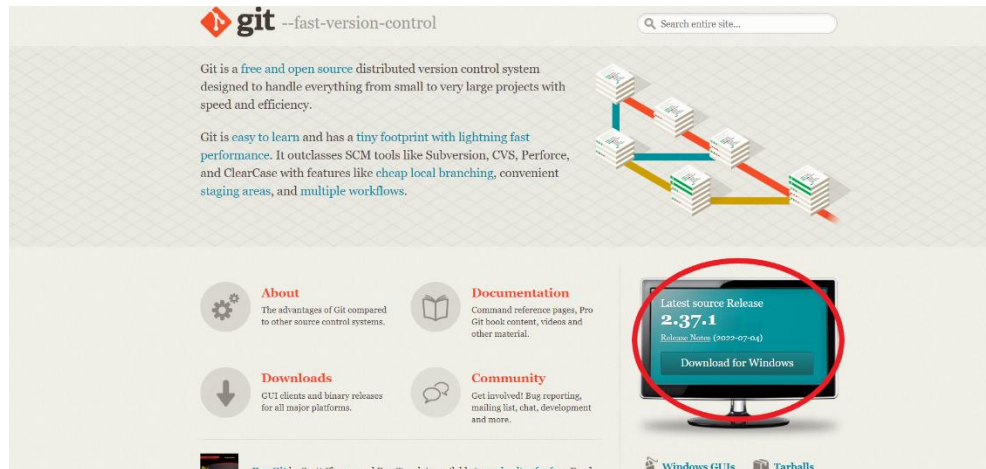 git --fast-version-control
Search entire site...
Git is a free and open source distributed version control system
designed to handle everything from small to very large projects with
speed and efficiency.
Git is easy to learn and has a tiny footprint with lightning fast
performance. It outclasses SCM tools like Subversion, CVS, Perforce,
and ClearCase with features like cheap local branching, convenient
staging areas, and multiple workflows.
About
The advantages of Git compared
to other source control systems.
Documentation
Command reference pages, Pro
Git book content, videos and
other material.
Downloads
GUI clients and binary releases
for all major platforms.
Community
Get involved! Bug reporting,
mailing list, chat, development
and more.
Latest source Release
2.37.1
Release Notes (2022-07-04)
Download for Windows
Windows GUIs
Tarballs